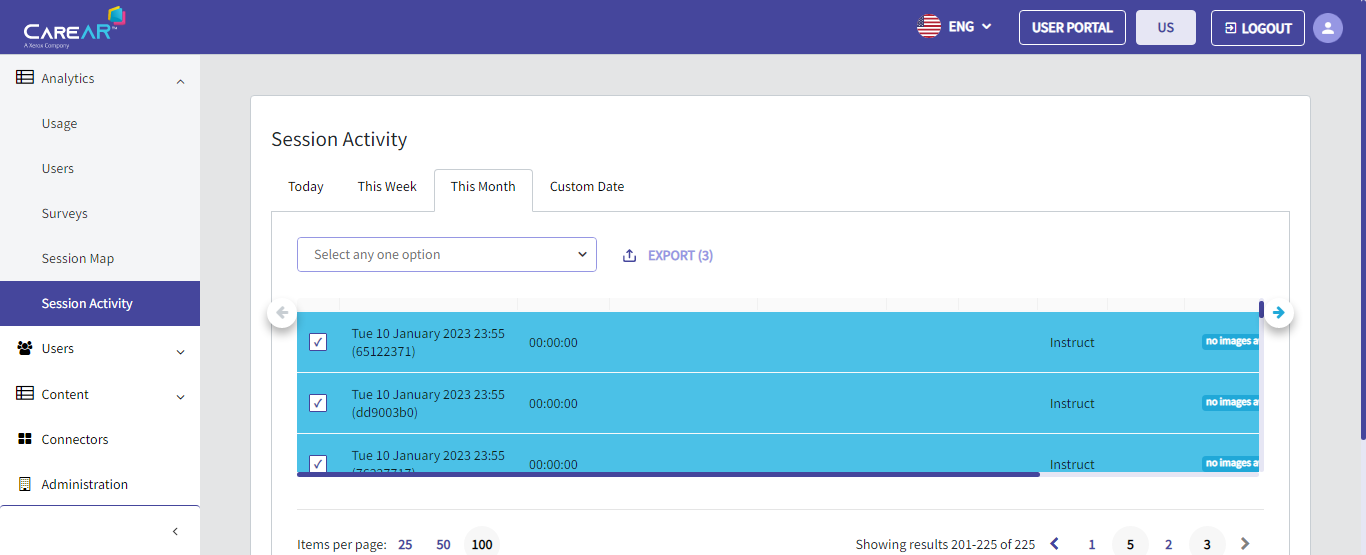 CAREAR™
A Xerox Company
ENG
USER PORTAL
US
LOGOUT
Analytics
Usage
Users
Surveys
Session Map
Session Activity
Users
Content
Connectors
Administration
Session Activity
Today This Week This Month Custom Date
Select any one option
EXPORT (3)
Tue 10 January 2023 23:55
(65122371)
00:00:00
Instruct
no images a
Tue 10 January 2023 23:55
(dd9003b0)
00:00:00
Instruct
no images a
Tue 10 January 2023 23:55
00:00:00
Instruct
no images a
Items per page: 25 50 100
Showing results 201-225 of 225
1 5 2 3